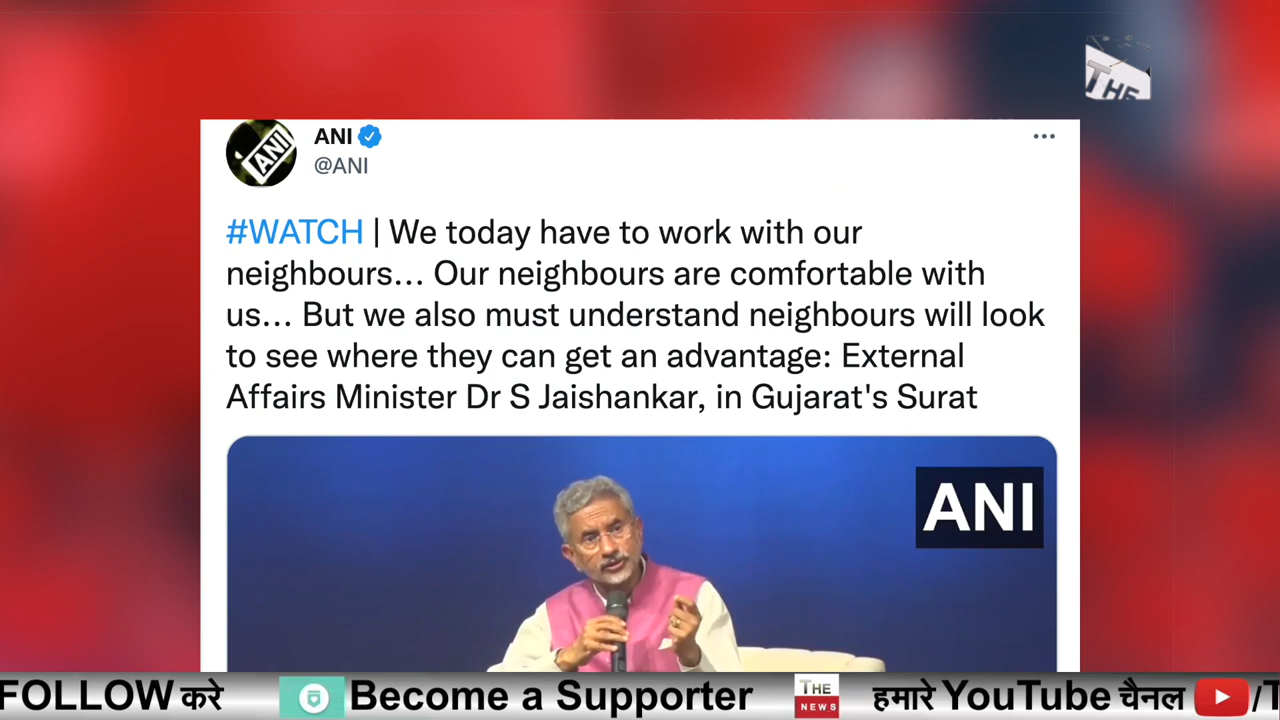 THE
ANI
ANI
@ANI
#WATCH | We today have to work with our
neighbours... Our neighbours are comfortable with
us... But we also must understand neighbours will look
to see where they can get an advantage: External
Affairs Minister Dr S Jaishankar, in Gujarat's Surat
ANI
FOLLOW करे Become a Supporter THE NEWS हमारे YouTube चैनल /T